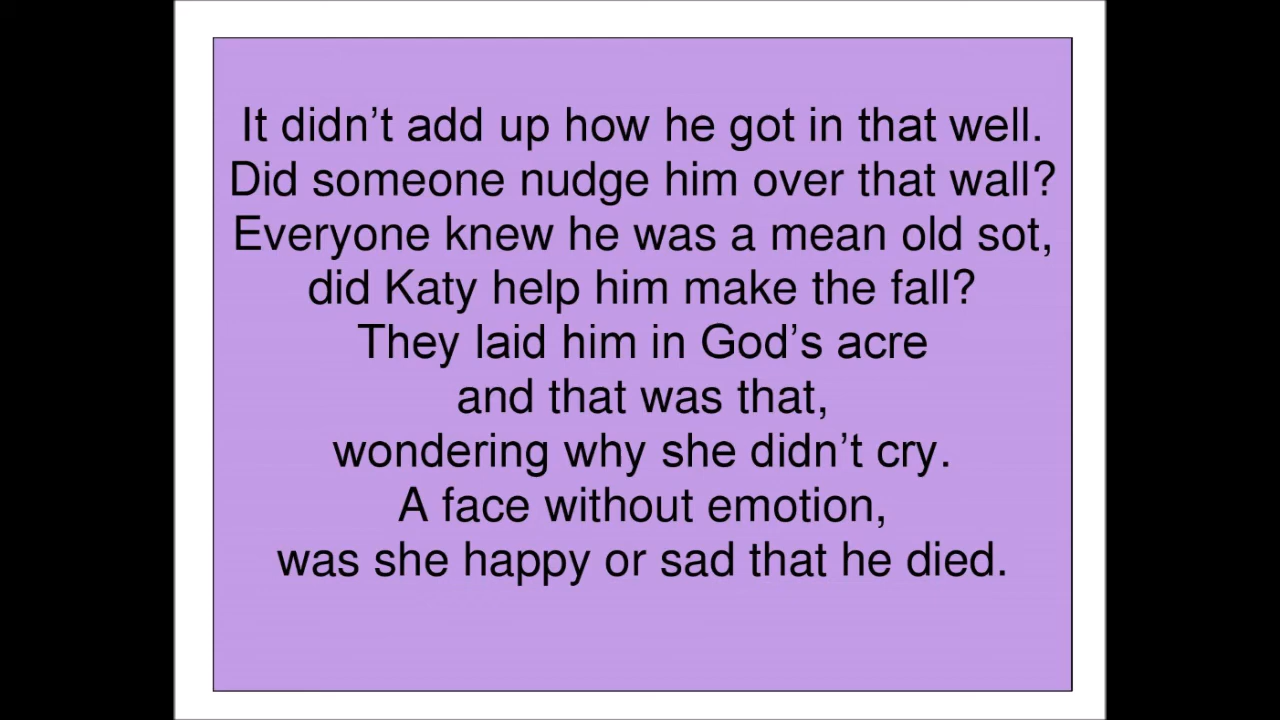 It didn’t add up how he got in that well.
Did someone nudge him over that wall?
Everyone knew he was a mean old sot,
did Katy help him make the fall?
They laid him in God’s acre
and that was that,
wondering why she didn’t cry.
A face without emotion,
was she happy or sad that he died.